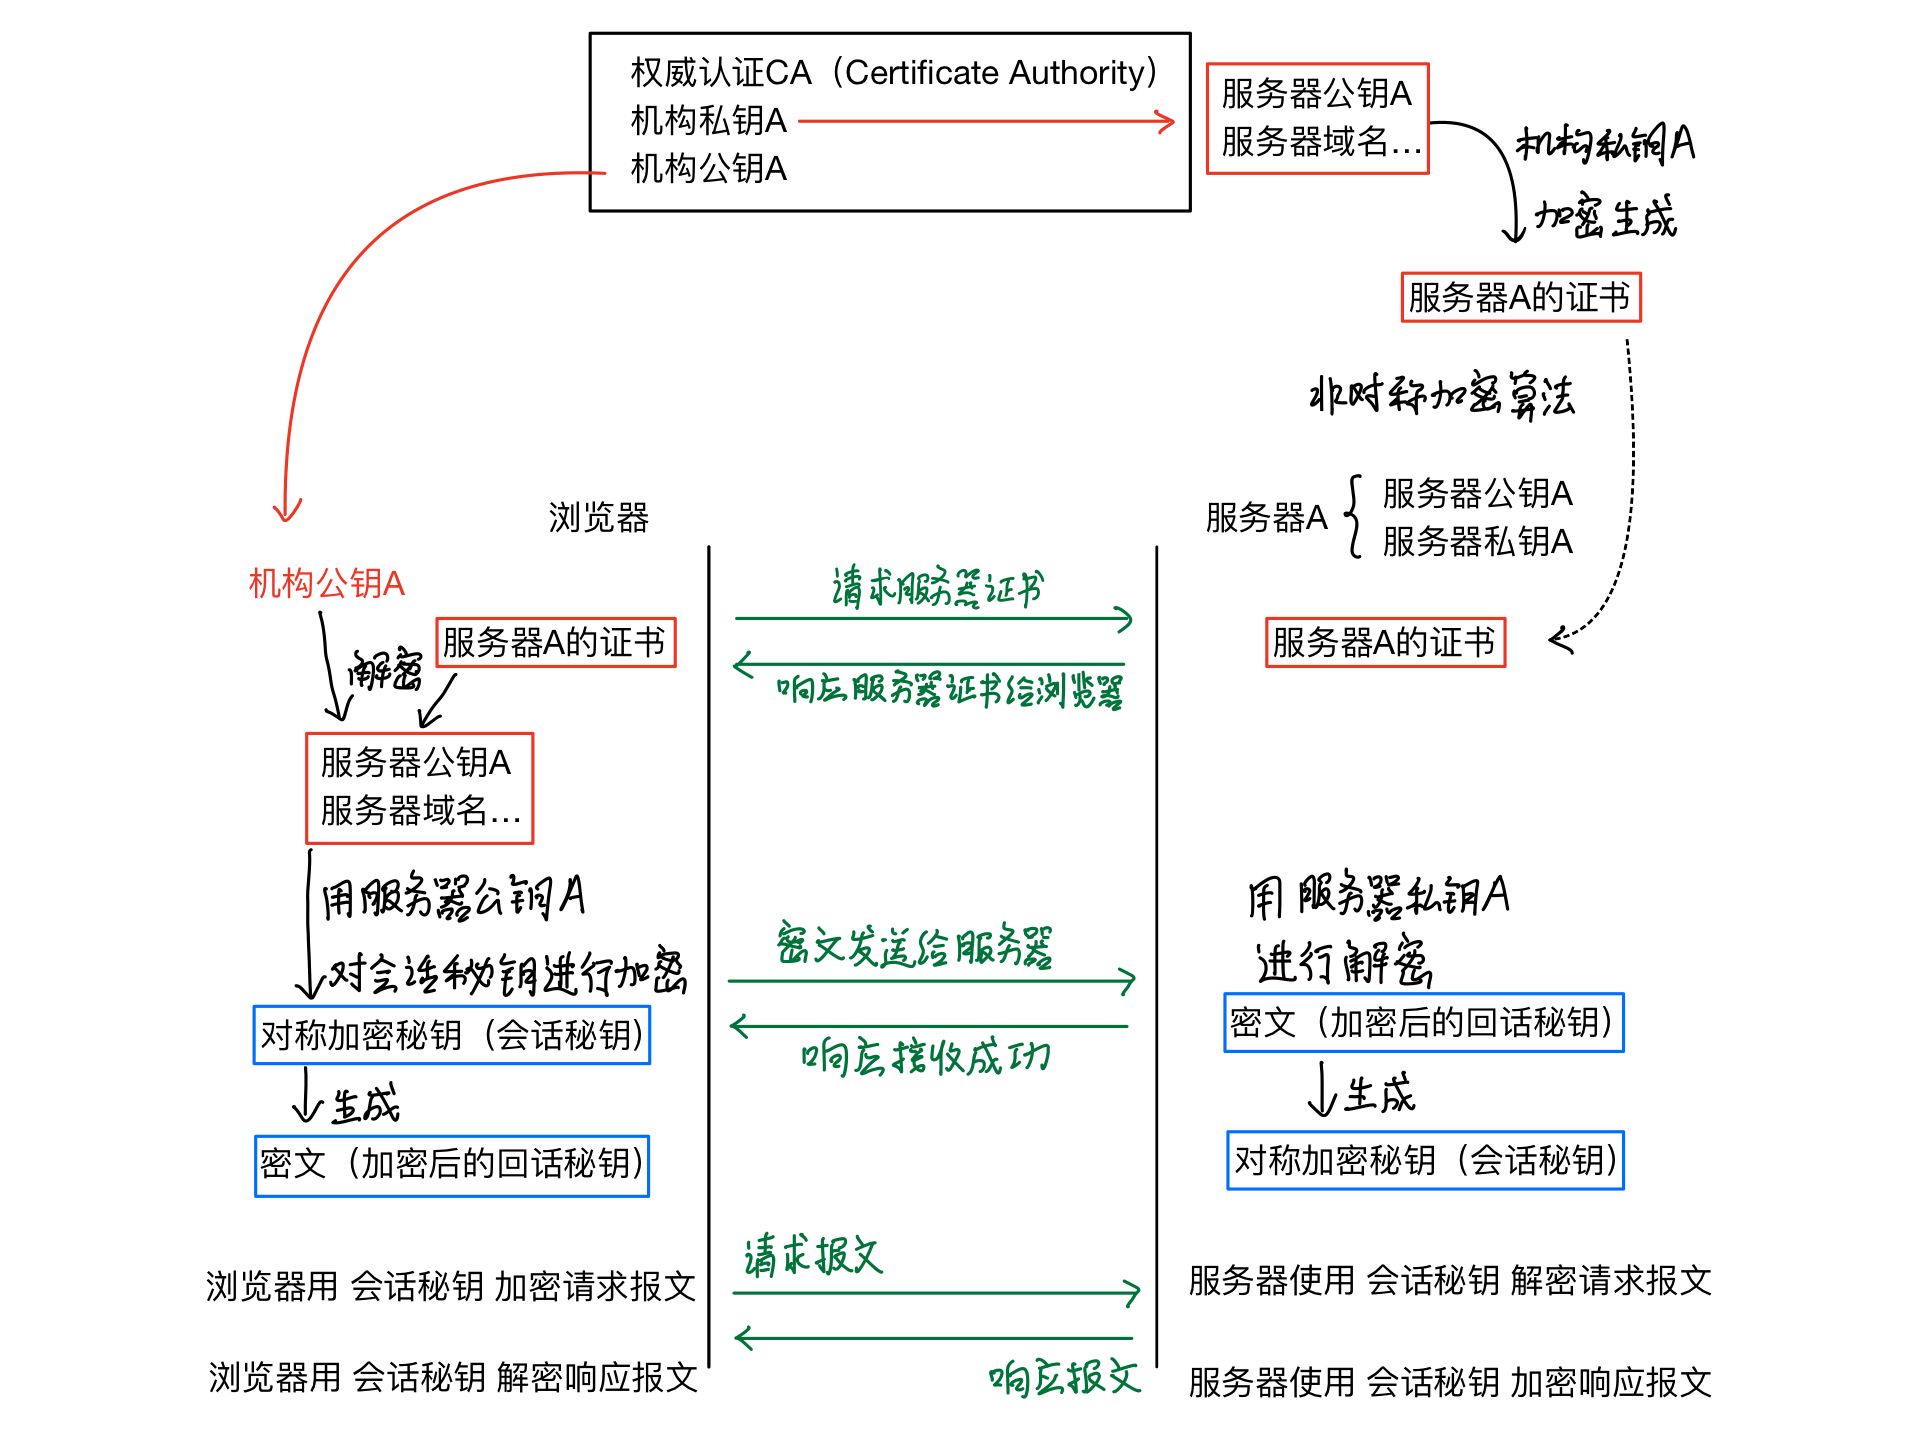 权威认证CA（Certificate Authority）
机构私钥A
机构公钥A
服务器公钥A
服务器域名...
机构私钥A
加密生成
服务器A的证书
非对称加密算法
浏览器
服务器A
服务器公钥A
服务器私钥A
机构公钥A
请求服务器证书
服务器A的证书
服务器A的证书
解密
响应服务器证书给浏览器
服务器公钥A
服务器域名...
用服务器公钥A
对会话秘钥进行加密
用服务器私钥A
进行解密
密文发送给服务器
对称加密秘钥（会话秘钥）
密文（加密后的回话秘钥）
响应接收成功
生成
生成
密文（加密后的回话秘钥）
对称加密秘钥（会话秘钥）
请求报文
浏览器用 会话秘钥 加密请求报文
服务器使用 会话秘钥 解密请求报文
浏览器用 会话秘钥 解密响应报文
响应报文
服务器使用 会话秘钥 加密响应报文